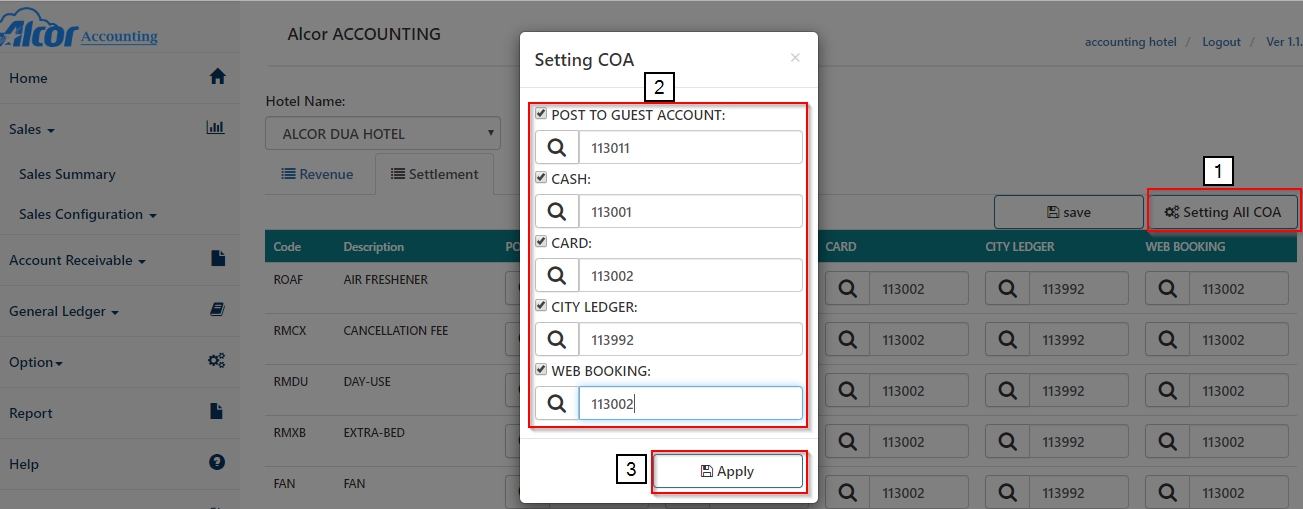 Alcor Accounting
Alcor ACCOUNTING
accounting hotel / Logout / Ver 1.1.
Home
Sales
Sales Summary
Sales Configuration
Account Receivable
General Ledger
Option
Report
Help
Hotel Name:
ALCOR DUA HOTEL
Revenue
Settlement
1
save
Setting All COA
Code Description PO CARD CITY LEDGER WEB BOOKING
ROAF AIR FRESHENER 113002 113992 113002
RMCX CANCELLATION FEE 113002 113992 113002
RMDU DAY-USE 113002 113992 113002
RMXB EXTRA-BED 113002 113992 113002
FAN FAN 113002 113992 113002
Setting COA ×
2
POST TO GUEST ACCOUNT:
113011
CASH:
113001
CARD:
113002
CITY LEDGER:
113992
WEB BOOKING:
113002
3
Apply